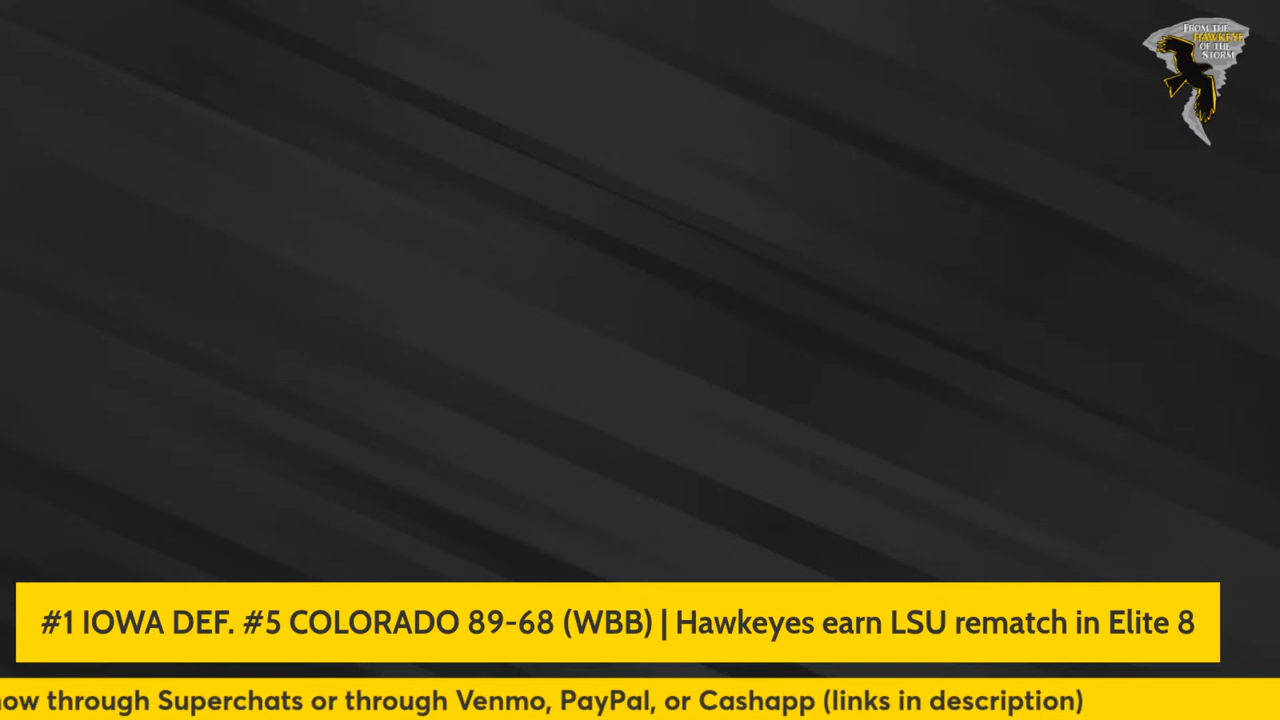 FROM THE
HAWKEYE
OF THE
STORM
#1 IOWA DEF. #5 COLORADO 89-68 (WBB) | Hawkeyes earn LSU rematch in Elite 8
through Superchats or through Venmo, PayPal, or Cashapp (links in description)